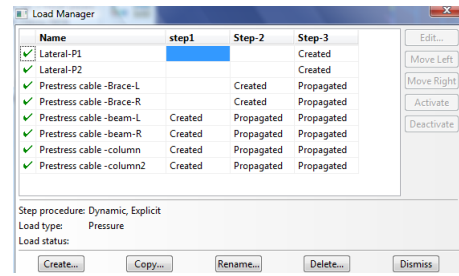 Load Manager
Name step1 Step-2 Step-3
Edit...
Lateral-P1 Created
Move Left
Lateral-P2 Created
Move Right
Prestress cable -Brace-L Created Propagated
Prestress cable -Brace-R Created Propagated
Activate
Prestress cable -beam-L Created Propagated Propagated
Deactivate
Prestress cable -beam-R Created Propagated Propagated
Prestress cable -column Created Propagated Propagated
Prestress cable -column2 Created Propagated Propagated
Step procedure: Dynamic, Explicit
Load type: Pressure
Load status:
Create... Copy... Rename... Delete... Dismiss